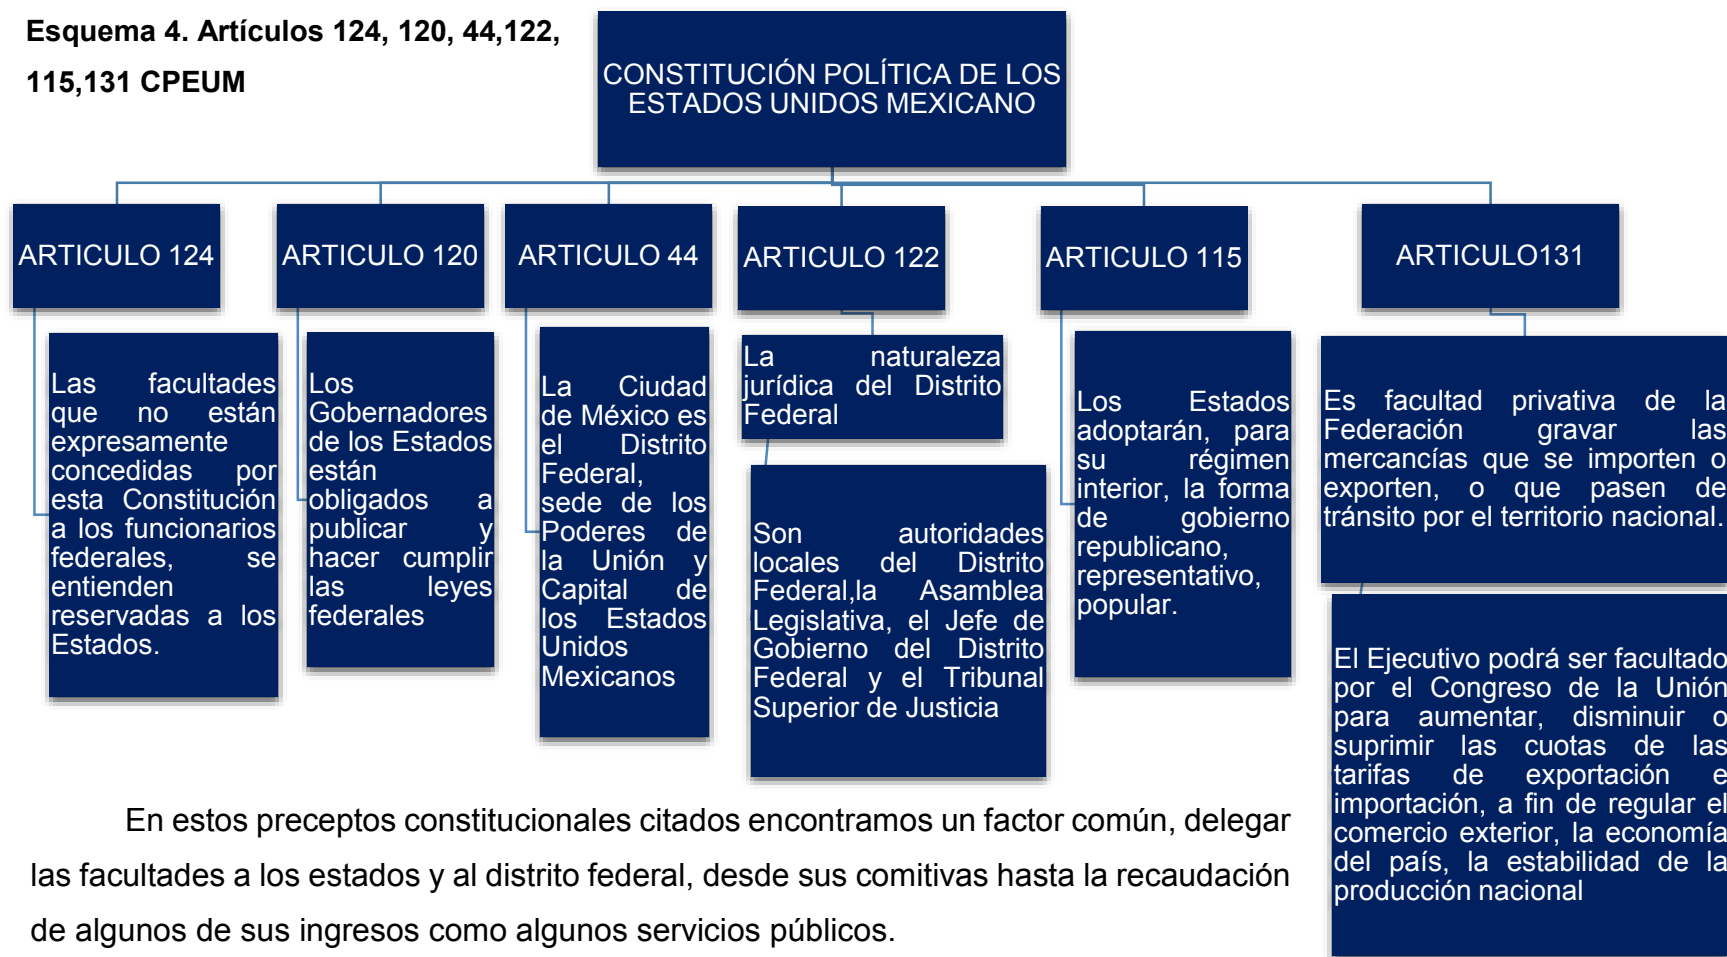 Esquema 4. Artículos 124, 120, 44,122,
115,131 CPEUM
CONSTITUCIÓN POLÍTICA DE LOS
ESTADOS UNIDOS MEXICANO
ARTICULO 124
Las facultades
que no están
expresamente
concedidas por
esta Constitución
a los funcionarios
federales, se
entienden
reservadas a los
Estados.
ARTICULO 120
Los
Gobernadores
de los Estados
están
obligados a
publicar y
hacer cumplir
las leyes
federales
ARTICULO 44
La Ciudad
de México es
el Distrito
Federal,
sede de los
Poderes de
la Unión y
Capital de
los Estados
Unidos
Mexicanos
ARTICULO 122
La naturaleza
jurídica del Distrito
Federal
Son autoridades
locales del Distrito
Federal,la Asamblea
Legislativa, el Jefe de
Gobierno del Distrito
Federal y el Tribunal
Superior de Justicia
ARTICULO 115
Los Estados
adoptarán, para
su régimen
interior, la forma
de gobierno
republicano,
representativo,
popular.
ARTICULO131
Es facultad privativa de la
Federación gravar las
mercancías que se importen o
exporten, o que pasen de
tránsito por el territorio nacional.
El Ejecutivo podrá ser facultado
por el Congreso de la Unión
para aumentar, disminuir o
suprimir las cuotas de las
tarifas de exportación e
importación, a fin de regular el
comercio exterior, la economía
del país, la estabilidad de la
producción nacional
En estos preceptos constitucionales citados encontramos un factor común, delegar
las facultades a los estados y al distrito federal, desde sus comitivas hasta la recaudación
de algunos de sus ingresos como algunos servicios públicos.